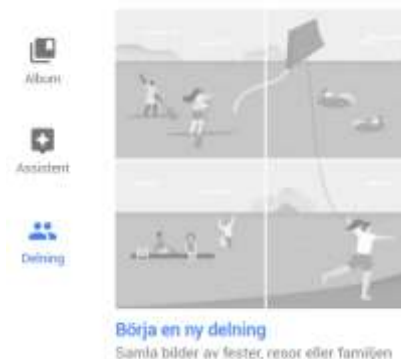 Album
Assistent
Delning
Börja en ny delning
Samla bilder av fester, resor eller familjen